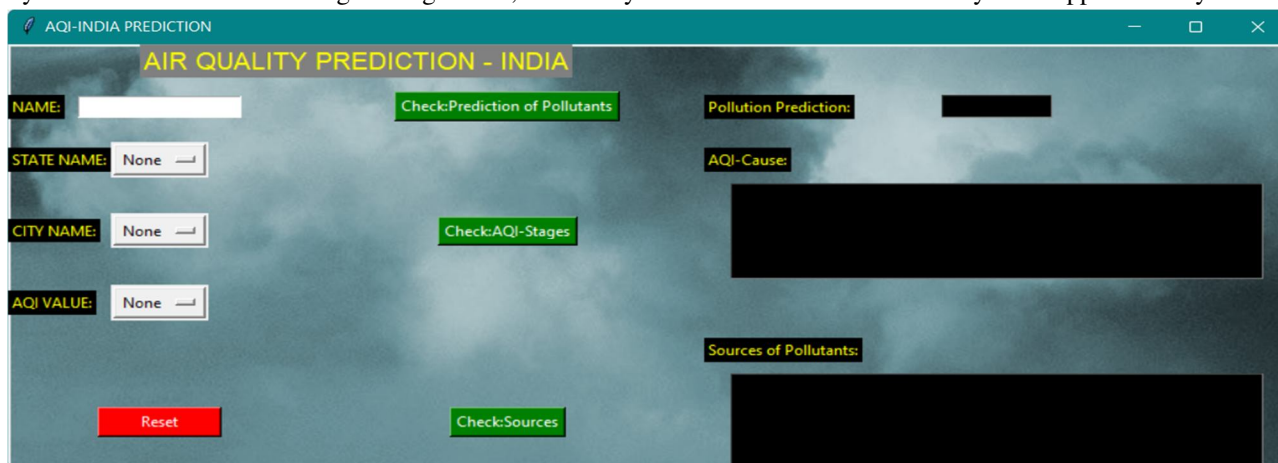 AQI-INDIA PREDICTION
AIR QUALITY PREDICTION - INDIA
NAME:
Check:Prediction of Pollutants
Pollution Prediction:
STATE NAME: None
AQI-Cause:
CITY NAME: None
Check:AQI-Stages
AQI VALUE: None
Sources of Pollutants:
Reset
Check:Sources